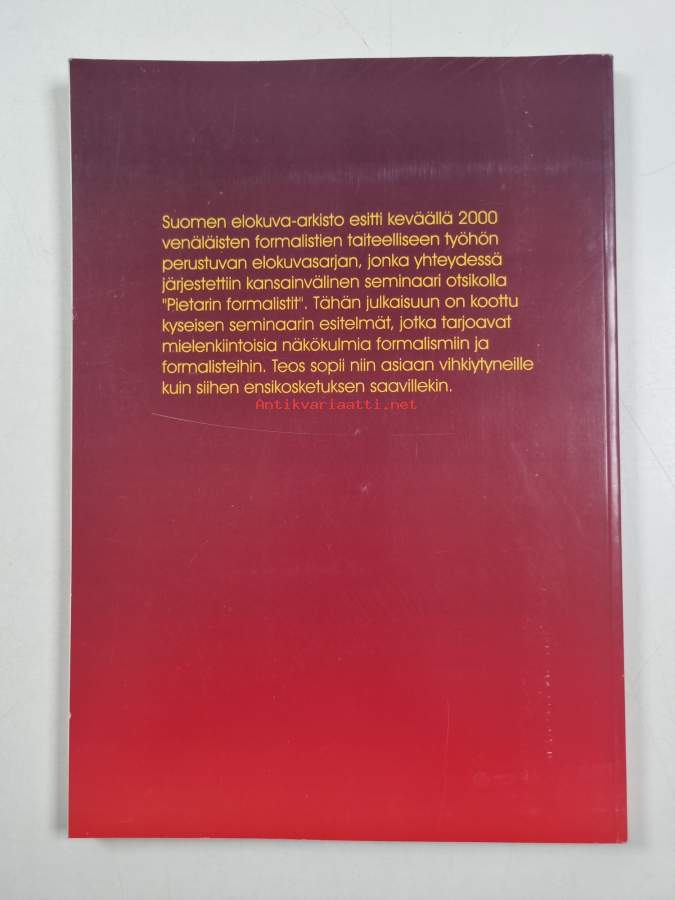 Suomen elokuva-arkisto esitti keväällä 2000
venäläisten formalistien taiteelliseen työhön
perustuvan elokuvasarjan, jonka yhteydessä
järjestettiin kansainvälinen seminaari otsikolla
"Pietarin formalistit". Tähän julkaisuun on koottu
kyseisen seminaarin esitelmät, jotka tarjoavat
mielenkiintoisia näkökulmia formalismiin ja
formalisteihin. Teos sopii niin asiaan vihkiytyneille
kuin siihen ensikosketuksen saavillekin.
Antikvariaatti.net